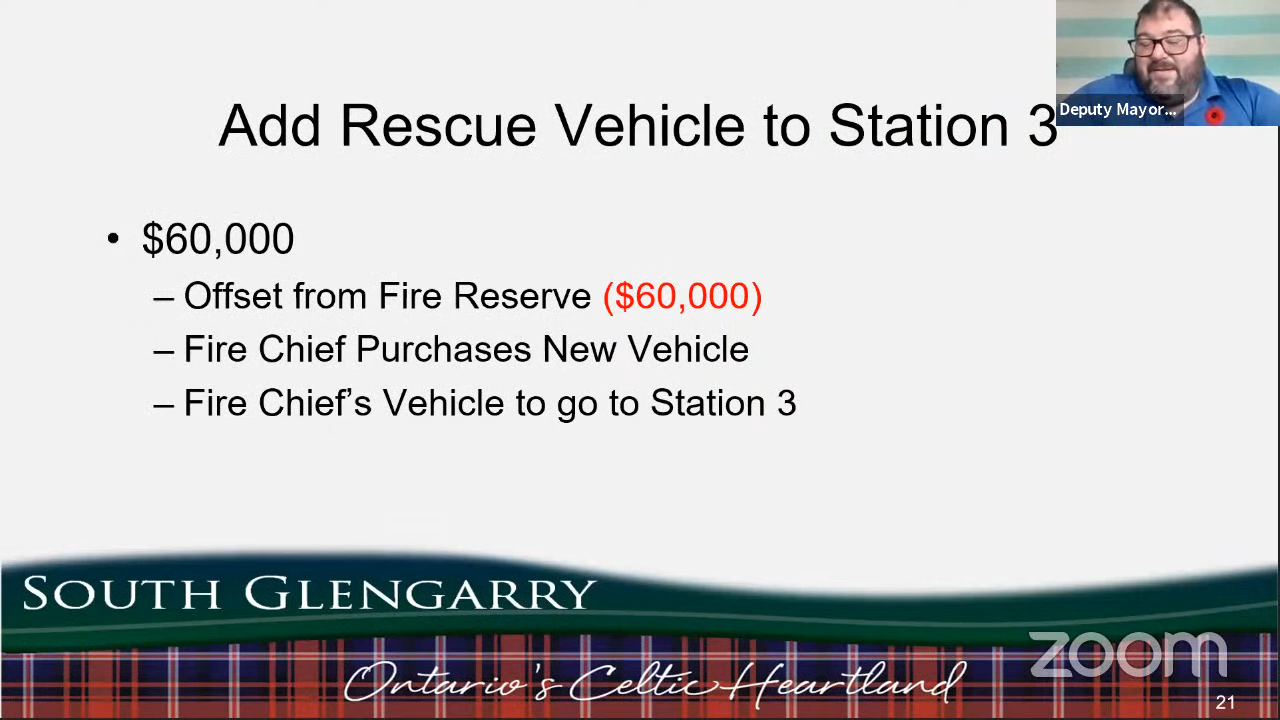 Add Rescue Vehicle to Station 3
Deputy Mayor...
• $60,000
– Offset from Fire Reserve ($60,000)
– Fire Chief Purchases New Vehicle
– Fire Chief’s Vehicle to go to Station 3
SOUTH GLENGARRY
Ontario's Celtic Heartland
zoom
21